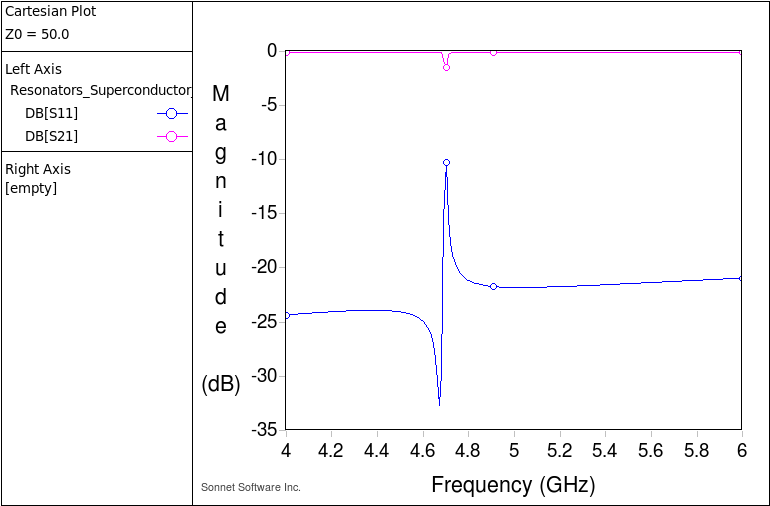 Cartesian Plot
Z0 = 50.0
Left Axis
Resonators_Superconductor_
DB[S11]
DB[S21]
Right Axis
[empty]
Magnitude
(dB)
0
-5
-10
-15
-20
-25
-30
-35
4 4.2 4.4 4.6 4.8 5 5.2 5.4 5.6 5.8 6
Frequency (GHz)
Sonnet Software Inc.